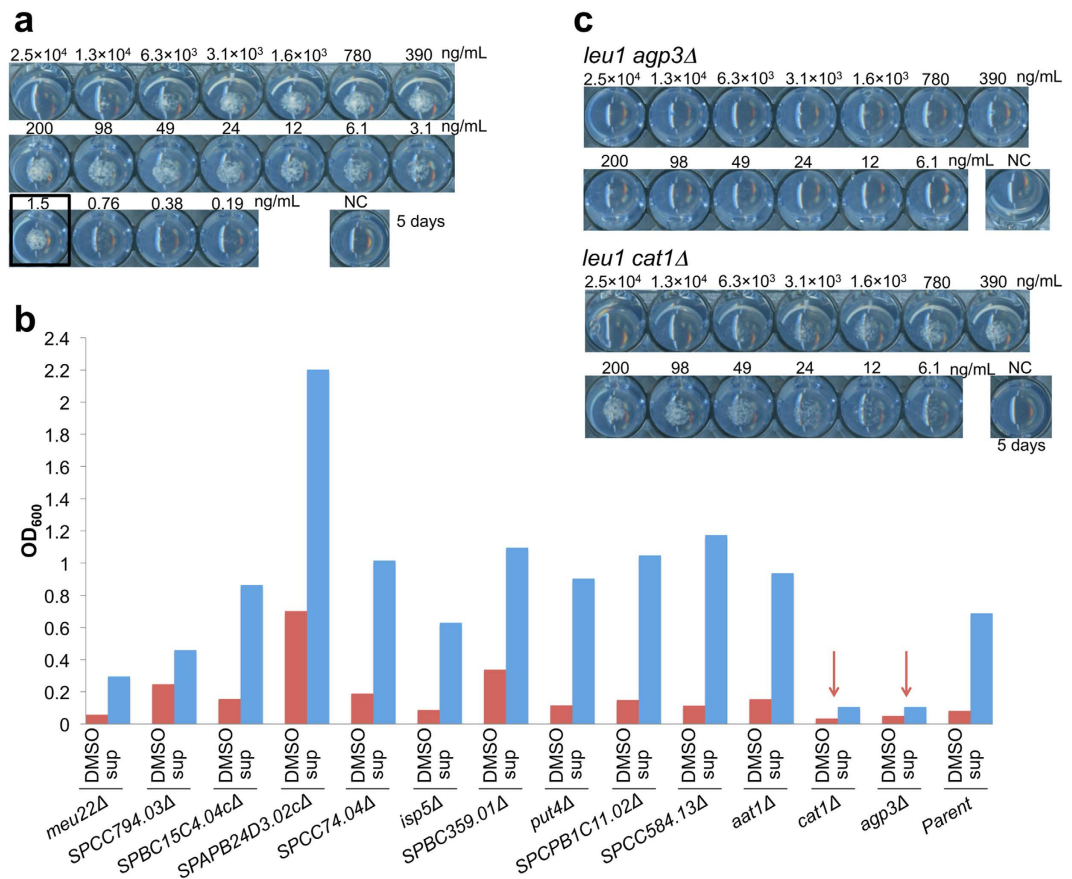 a
2.5×10⁴ 1.3×10⁴ 6.3×10³ 3.1×10³ 1.6×10³ 780 390 ng/mL
200 98 49 24 12 6.1 3.1 ng/mL
1.5 0.76 0.38 0.19 ng/mL NC
5 days
c
leu1 agp3Δ
2.5×10⁴ 1.3×10⁴ 6.3×10³ 3.1×10³ 1.6×10³ 780 390 ng/mL
200 98 49 24 12 6.1 ng/mL NC
leu1 cat1Δ
2.5×10⁴ 1.3×10⁴ 6.3×10³ 3.1×10³ 1.6×10³ 780 390 ng/mL
200 98 49 24 12 6.1 ng/mL NC
5 days
b
OD₆₀₀
2.4
2.2
2
1.8
1.6
1.4
1.2
1
0.8
0.6
0.4
0.2
0
DMSO sup DMSO sup DMSO sup DMSO sup DMSO sup DMSO sup DMSO sup DMSO sup DMSO sup DMSO sup DMSO sup DMSO sup DMSO sup DMSO sup
meu22Δ
SPCC794.03Δ
SPBC15C4.04cΔ
SPAPB24D3.02cΔ
SPCC74.04Δ
isp5Δ
SPBC359.01Δ
put4Δ
SPCPB1C11.02Δ
SPCC584.13Δ
aat1Δ
cat1Δ
agp3Δ
Parent